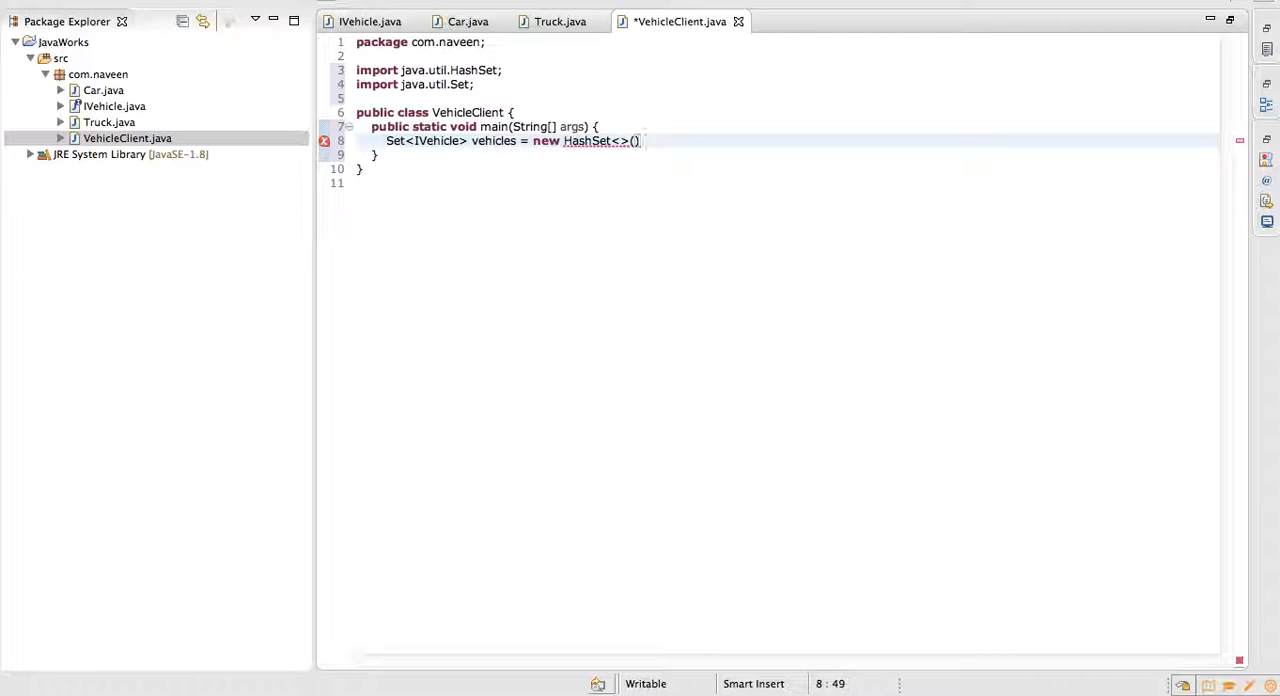 Package Explorer
IVehicle.java
Car.java
Truck.java
*VehicleClient.java
JavaWorks
src
com.naveen
Car.java
IVehicle.java
Truck.java
VehicleClient.java
JRE System Library [JavaSE-1.8]
1 package com.naveen;
2
3 import java.util.HashSet;
4 import java.util.Set;
5
6 public class VehicleClient {
7 public static void main(String[] args) {
8 Set<IVehicle> vehicles = new HashSet<>()
9 }
10 }
11
Writable
Smart Insert
8 : 49